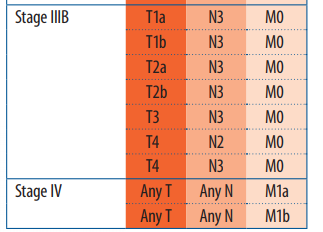 Stage IIIB T1a N3 M0
T1b N3 M0
T2a N3 M0
T2b N3 M0
T3 N3 M0
T4 N2 M0
T4 N3 M0
Stage IV Any T Any N M1a
Any T Any N M1b